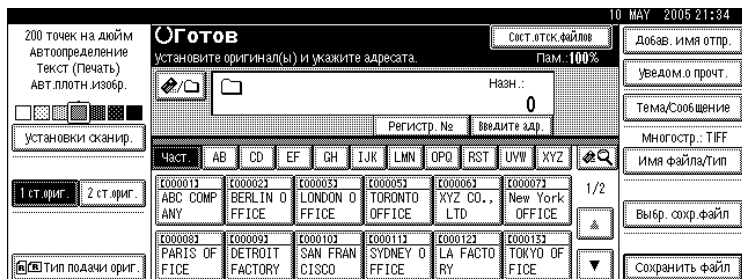 10 MAY 2005 21:34
200 точек на дюйм
Автоопределение
Текст (Печать)
Авт.плотн.изобр.
Установки сканир.
1 ст.ориг.
2 ст.ориг.
Тип подачи ориг.
Готов
Сост.отск.файлов
Установите оригинал(ы) и укажите адресата.
Пам.:100%
Назн.:
0
Регистр. №
Введите адр.
Част.
AB
CD
EF
GH
IJK
LMN
OPQ
RST
UVW
XYZ
[00001]
ABC COMP
ANY
[00002]
BERLIN O
FFICE
[00003]
LONDON O
FFICE
[00005]
TORONTO
OFFICE
[00006]
XYZ CO.,
LTD
[00007]
New York
OFFICE
1/2
[00008]
PARIS OF
FICE
[00009]
DETROIT
FACTORY
[00010]
SAN FRAN
CISCO
[00011]
SYDNEY O
FFICE
[00012]
LA FACTO
RY
[00013]
TOKYO OF
FICE
Добав. имя отпр.
Уведом.о прочт.
Тема/Сообщение
Многостр.: TIFF
Имя файла/Тип
Выбр. сохр.файл
Сохранить файл